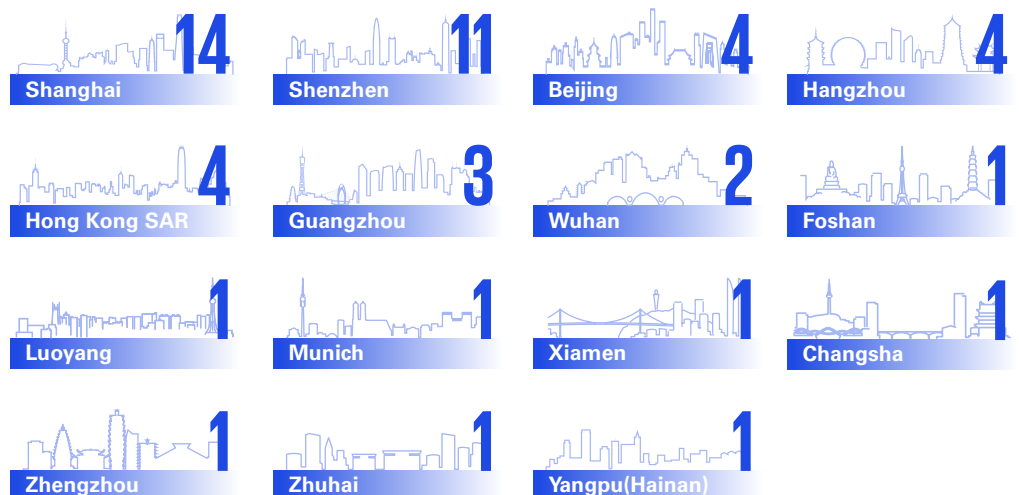 14
Shanghai
11
Shenzhen
4
Beijing
4
Hangzhou
4
Hong Kong SAR
3
Guangzhou
2
Wuhan
1
Foshan
1
Luoyang
1
Munich
1
Xiamen
1
Changsha
1
Zhengzhou
1
Zhuhai
1
Yangpu(Hainan)